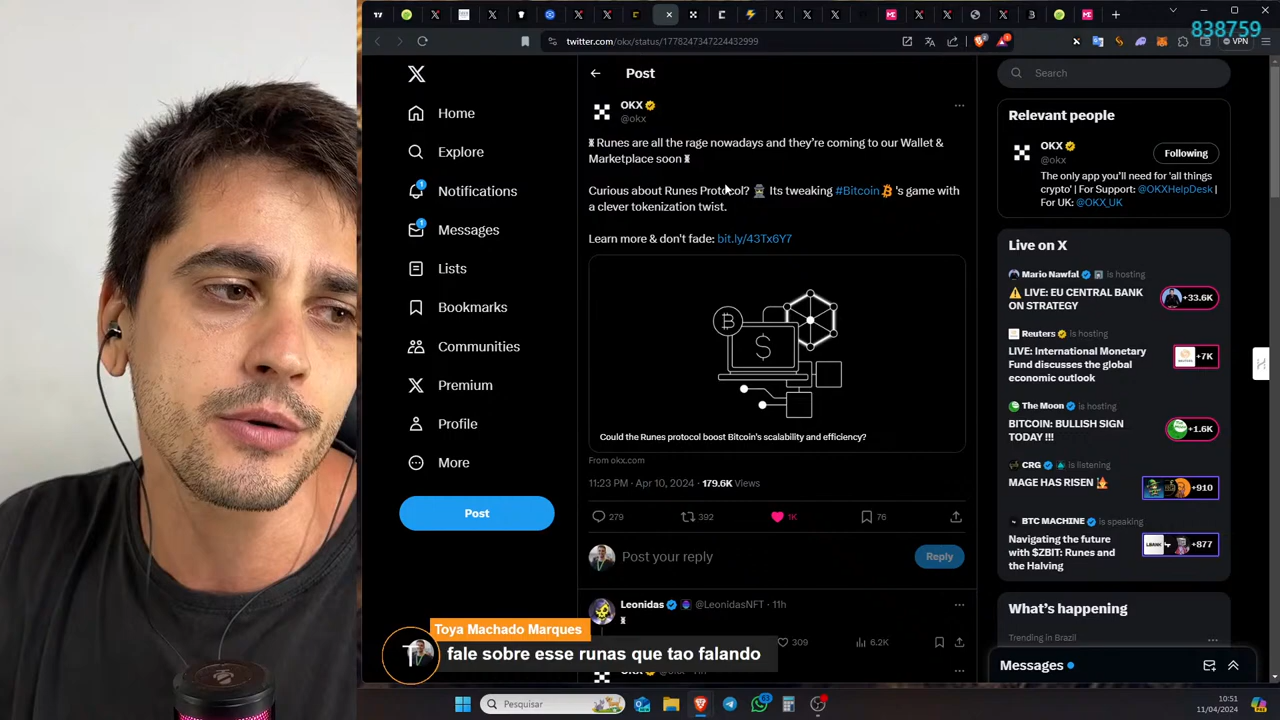 838759
twitter.com/okx/status/1778247347224432999
VPN
Home
Explore
Notifications
Messages
Lists
Bookmarks
Communities
Premium
Profile
More
Post
Post
OKX
@okx
Runes are all the rage nowadays and they're coming to our Wallet &
Marketplace soon
Curious about Runes Protocol? Its tweaking #Bitcoin 's game with
a clever tokenization twist.
Learn more & don't fade: bit.ly/43Tx6Y7
Could the Runes protocol boost Bitcoin's scalability and efficiency?
From okx.com
11:23 PM · Apr 10, 2024 · 179.6K Views
279
392
1K
76
Post your reply
Reply
Leonidas @LeonidasNFT · 11h
309
6.2K
Search
Relevant people
OKX
@okx
Following
The only app you'll need for 'all things
crypto' | For Support: @OKXHelpDesk |
For UK: @OKX_UK
Live on X
Mario Nawfal is hosting
LIVE: EU CENTRAL BANK
ON STRATEGY
+33.6K
Reuters is hosting
LIVE: International Monetary
Fund discusses the global
economic outlook
+7K
The Moon is hosting
BITCOIN: BULLISH SIGN
TODAY !!!
+1.6K
CRG is listening
MAGE HAS RISEN
+910
BTC MACHINE is speaking
Navigating the future
with $ZBIT: Runes and
the Halving
+877
What's happening
Trending in Brazil
Messages
Toya Machado Marques
fale sobre esse runas que tao falando
Pesquisar
10:51
11/04/2024